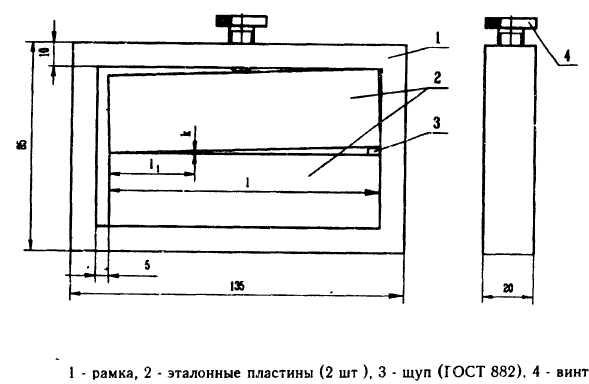 1
4
10
2
3
k
85
l₁
l
5
135
20
1 - рамка, 2 - эталонные пластины (2 шт ), 3 - щуп (ГОСТ 882), 4 - винт